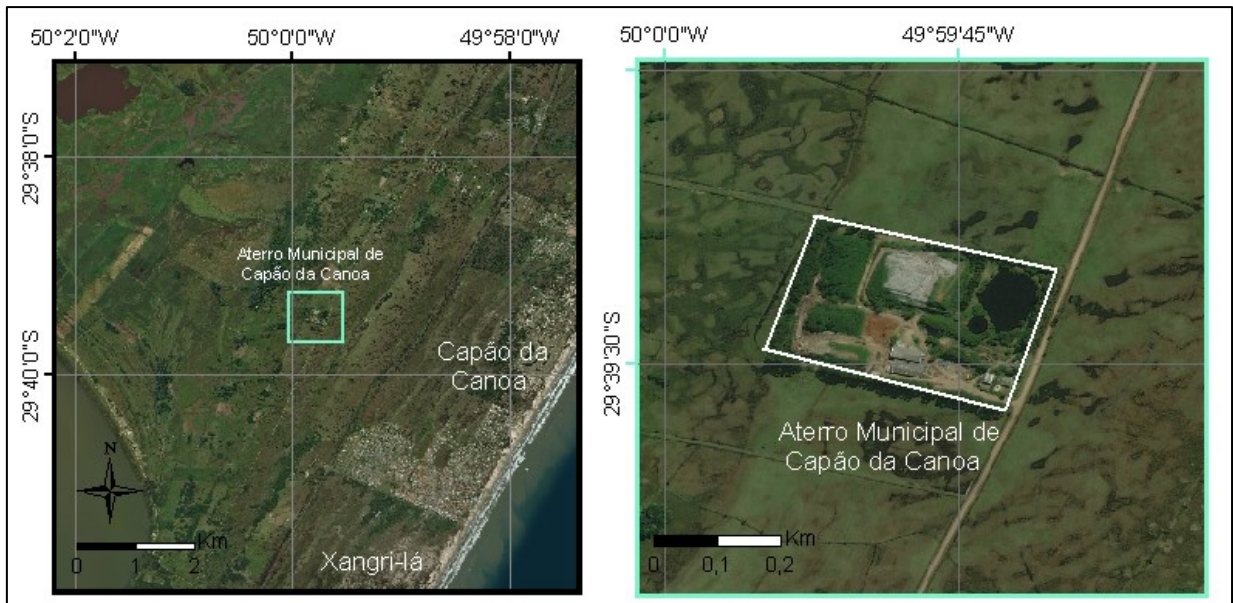 50°2'0"W
50°0'0"W
49°58'0"W
29°38'0"S
29°40'0"S
Aterro Municipal de
Capão da Canoa
Capão da
Canoa
Xangri-lá
N
Km
0
1
2
50°0'0"W
49°59'45"W
29°39'30"S
Aterro Municipal de
Capão da Canoa
Km
0
0,1
0,2